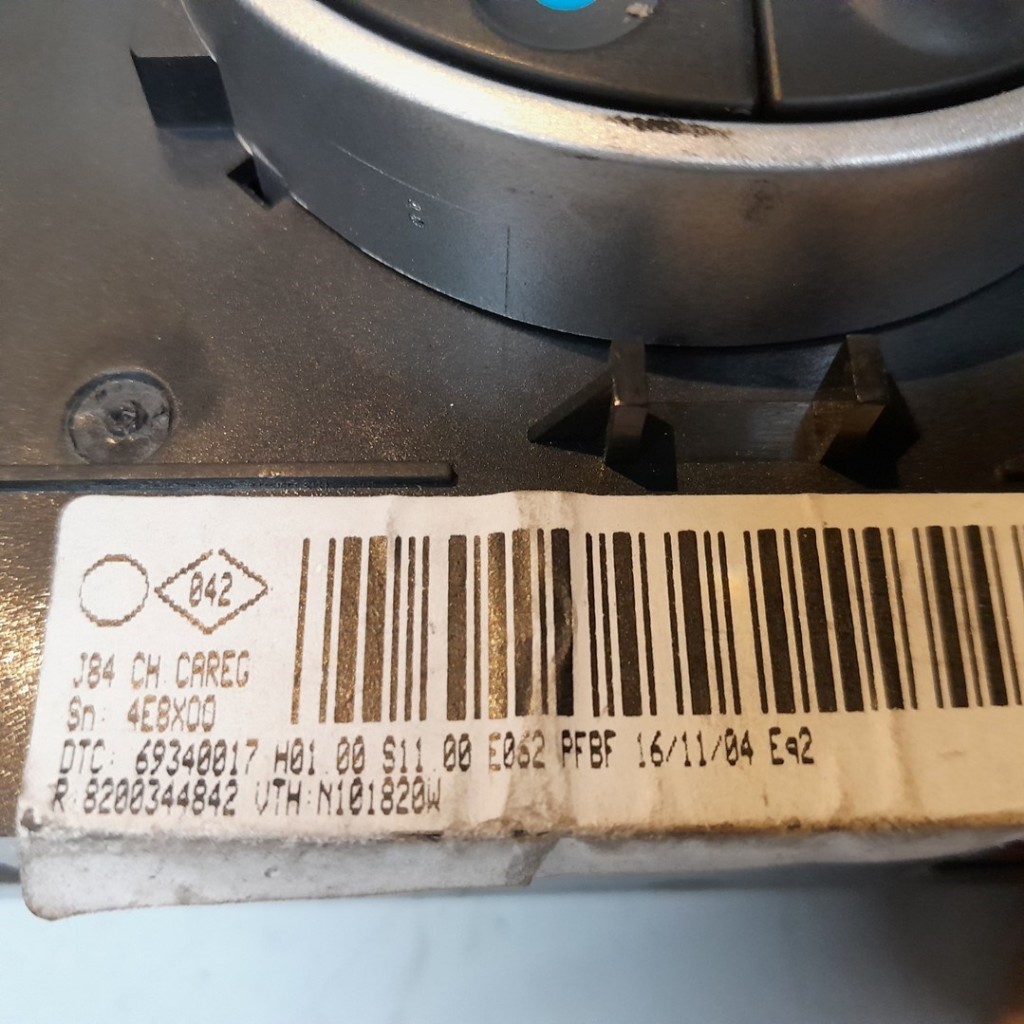 042
J84 CH CAREG
Sn: 4E8X00
DTC: 69340017 H01.00 S11.00 E062 PFBF 16/11/04 Eq2
R:8200344842 VTH:N101820W